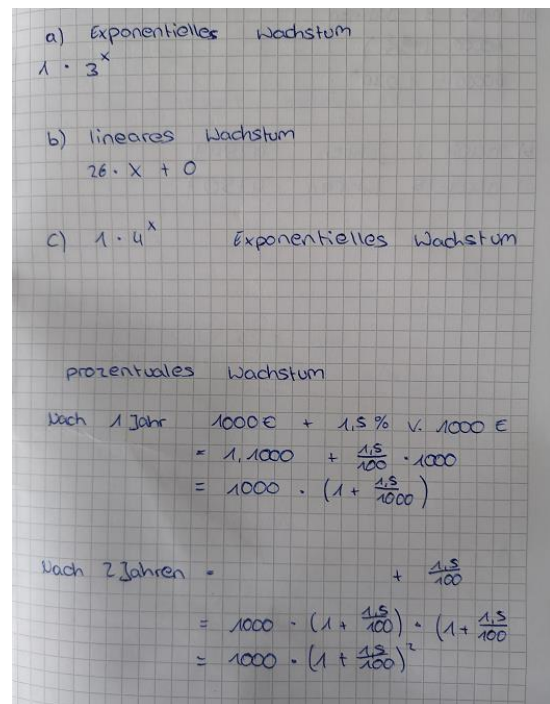 a) Exponentielles Wachstum
1 · 3^x
b) lineares Wachstum
26 · x + 0
c) 1 · 4^x Exponentielles Wachstum
prozentuales Wachstum
Nach 1 Jahr 1000 € + 1,5 % v. 1000 €
= 1.1000 + 1,5/100 · 1000
= 1000 · (1 + 1,5/1000)
Nach 2 Jahren = + 1,5/100
= 1000 · (1 + 1,5/100) · (1 + 1,5/100
= 1000 · (1 + 1,5/100)²